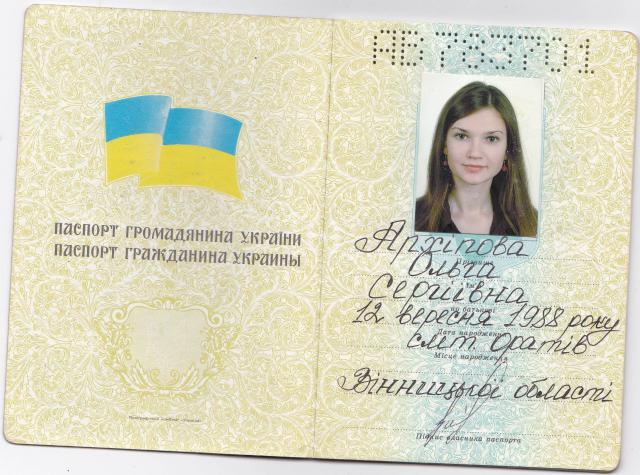 ПАСПОРТ ГРОМАДЯНИНА УКРАЇНИ
ПАСПОРТ ГРАЖДАНИНА УКРАИНЫ
АВ 783701
Архіпова
Прізвище
Ольга
Ім'я
Сергіївна
по батькові
12 вересня 1988 року
Дата народження
смт. Оратів
Місце народження
Вінницької області
Підпис власника паспорта